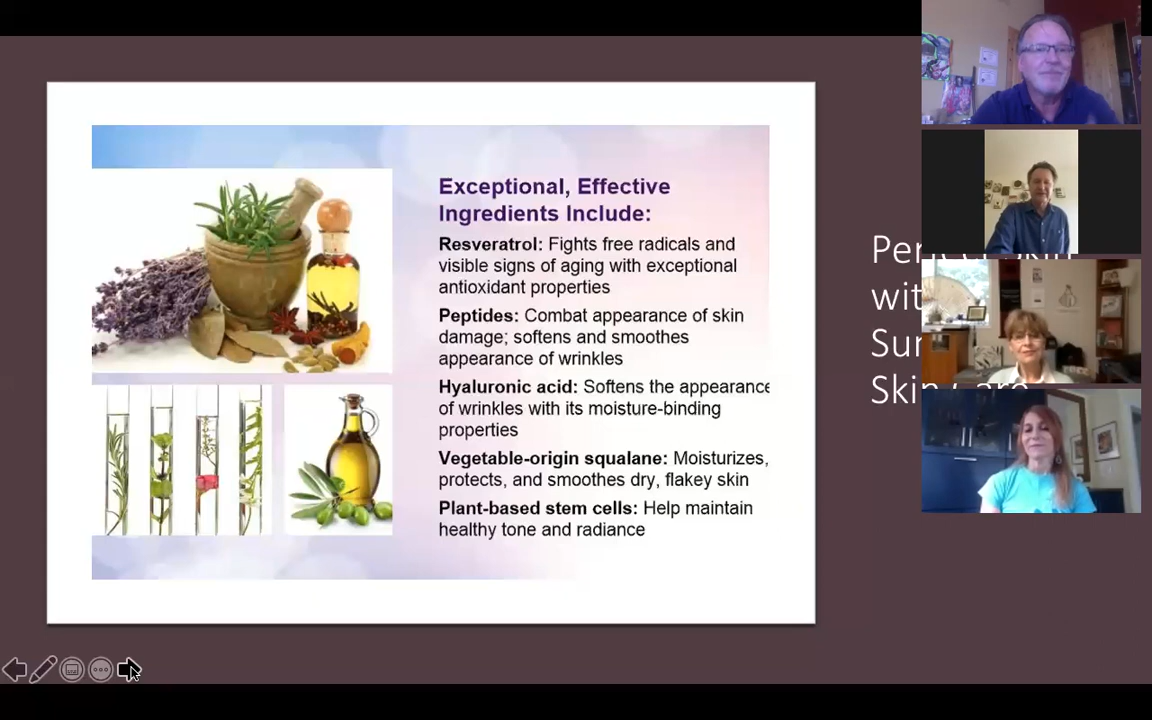 Exceptional, Effective
Ingredients Include:
Resveratrol: Fights free radicals and
visible signs of aging with exceptional
antioxidant properties
Peptides: Combat appearance of skin
damage; softens and smoothes
appearance of wrinkles
Hyaluronic acid: Softens the appearance
of wrinkles with its moisture-binding
properties
Vegetable-origin squalane: Moisturizes,
protects, and smoothes dry, flakey skin
Plant-based stem cells: Help maintain
healthy tone and radiance